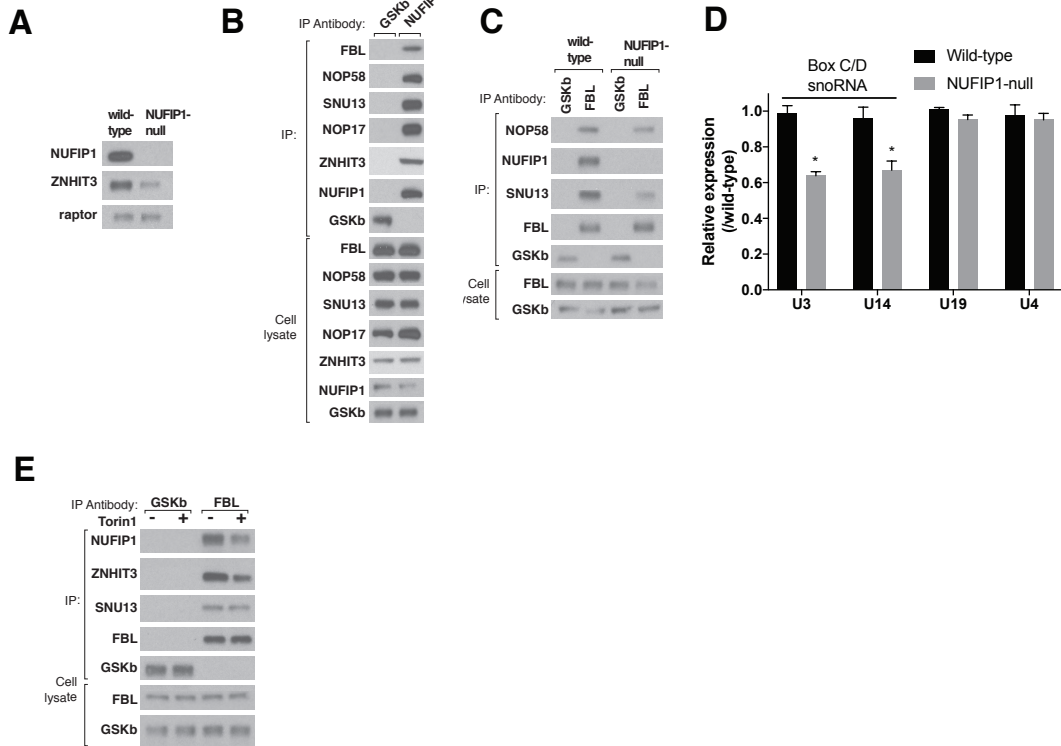 A
wild-type NUFIP1-null
NUFIP1
ZNHIT3
raptor
B
IP Antibody: GSKb
IP:
FBL
NOP58
SNU13
NOP17
ZNHIT3
NUFIP1
GSKb
Cell lysate
FBL
NOP58
SNU13
NOP17
ZNHIT3
NUFIP1
GSKb
C
wild-type NUFIP1-null
IP Antibody: GSKb FBL GSKb FBL
IP:
NOP58
NUFIP1
SNU13
FBL
GSKb
Cell
FBL
GSKb
D
Wild-type
NUFIP1-null
Box C/D
snoRNA
Relative expression
(/wild-type)
1.0
0.8
0.6
0.4
0.2
0.0
* *
U3 U14 U19 U4
E
IP Antibody: GSKb FBL
Torin1 - + - +
IP:
NUFIP1
ZNHIT3
SNU13
FBL
GSKb
Cell lysate
FBL
GSKb